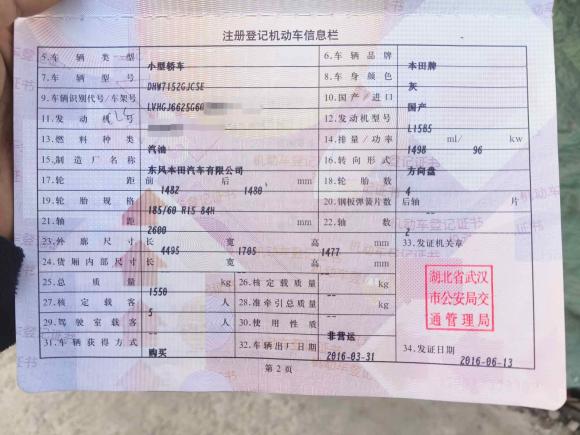 注册登记机动车信息栏
5.车辆类型 小型轿车 6.车辆品牌 本田牌
7.车辆型号 DHW7152GJCSE 8.车身颜色 灰
9.车辆识别代号/车架号 LVHGJ6625G60 10.国产/进口 国产
11.发动机号 12.发动机型号 L15B5
13.燃料种类 汽油 14.排量/功率 1498 ml/ 96 kw
15.制造厂名称 东风本田汽车有限公司 16.转向形式 方向盘
17.轮距 前 1482 后 1480 mm 18.轮胎数 4
19.轮胎规格 185/60 R15 84H 20.钢板弹簧片数 后轴 -- 片
21.轴距 2600 mm 22.轴数 2
23.外廓尺寸 长 4495 宽 1705 高 1477 mm 33.发证机关章
24.货厢内部尺寸 长 -- 宽 -- 高 -- mm
25.总质量 1550 kg 26.核定载质量 -- kg
27.核定载客 5 人 28.准牵引总质量 -- kg
29.驾驶室载客 -- 人 30.使用性质 非营运
31.车辆获得方式 购买 32.车辆出厂日期 2016-03-31 34.发证日期 2016-06-13
湖北省武汉
市公安局交
通管理局
第2页